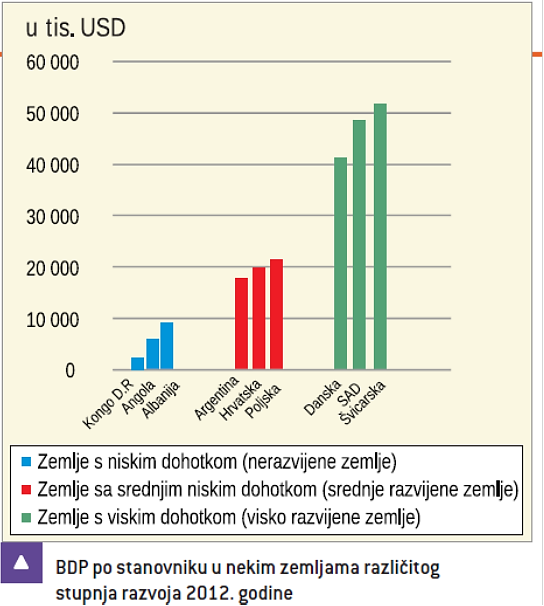 u tis. USD
60 000
50 000
40 000
30 000
20 000
10 000
0
Kongo D.R
Angola
Albanija
Argentina
Hrvatska
Poljska
Danska
SAD
Švicarska
Zemlje s niskim dohotkom (nerazvijene zemlje)
Zemlje sa srednjim niskim dohotkom (srednje razvijene zemlje)
Zemlje s viskim dohotkom (visko razvijene zemlje)
BDP po stanovniku u nekim zemljama različitog
stupnja razvoja 2012. godine